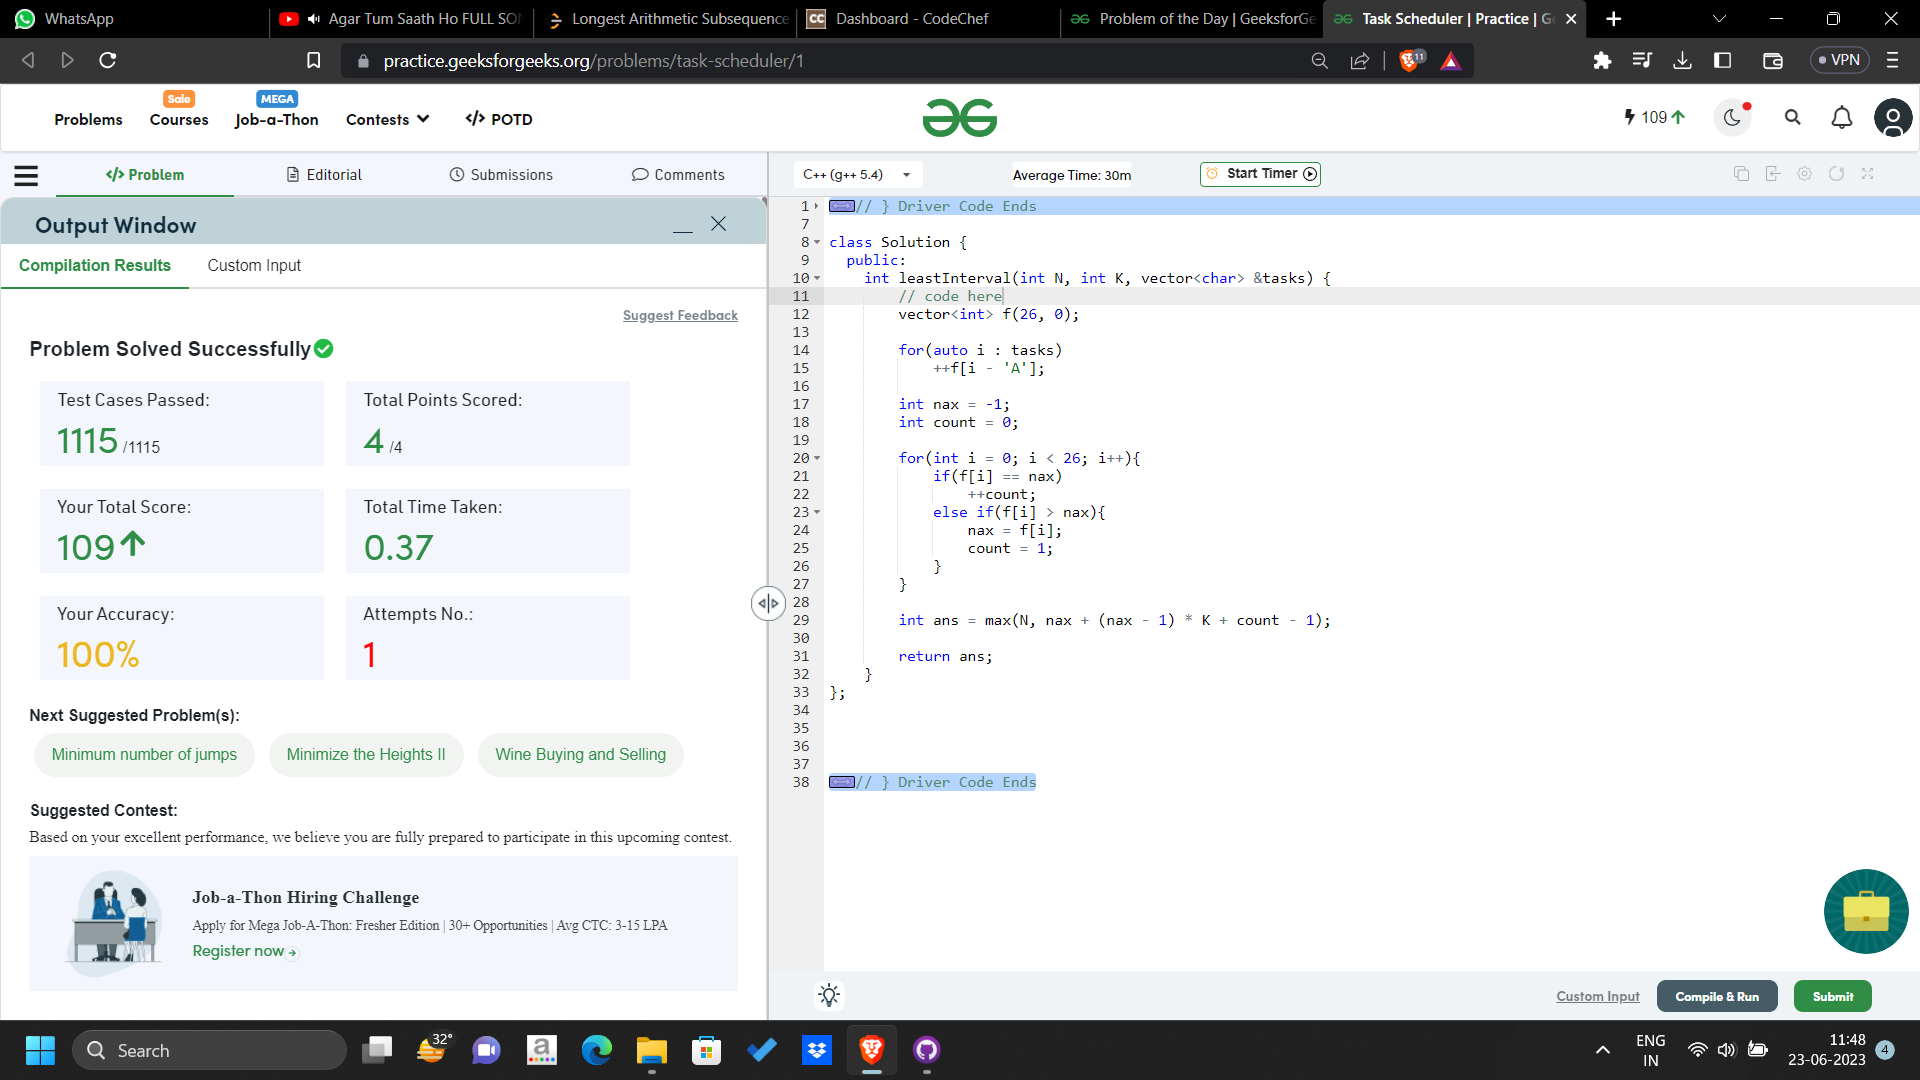 WhatsApp
Agar Tum Saath Ho FULL SON
Longest Arithmetic Subsequence
CC Dashboard - CodeChef
Problem of the Day | GeeksforGe
Task Scheduler | Practice | G
practice.geeksforgeeks.org/problems/task-scheduler/1
11
VPN
Sale
MEGA
Problems
Courses
Job-a-Thon
Contests
</> POTD
109
</> Problem
Editorial
Submissions
Comments
C++ (g++ 5.4)
Average Time: 30m
Start Timer
Output Window
Compilation Results
Custom Input
Suggest Feedback
Problem Solved Successfully
Test Cases Passed:
1115 /1115
Total Points Scored:
4 /4
Your Total Score:
109
Total Time Taken:
0.37
Your Accuracy:
100%
Attempts No.:
1
Next Suggested Problem(s):
Minimum number of jumps
Minimize the Heights II
Wine Buying and Selling
Suggested Contest:
Based on your excellent performance, we believe you are fully prepared to participate in this upcoming contest.
Job-a-Thon Hiring Challenge
Apply for Mega Job-A-Thon: Fresher Edition | 30+ Opportunities | Avg CTC: 3-15 LPA
Register now
1 // } Driver Code Ends
7
8 class Solution {
9 public:
10 int leastInterval(int N, int K, vector<char> &tasks) {
11 // code here
12 vector<int> f(26, 0);
13
14 for(auto i : tasks)
15 ++f[i - 'A'];
16
17 int nax = -1;
18 int count = 0;
19
20 for(int i = 0; i < 26; i++){
21 if(f[i] == nax)
22 ++count;
23 else if(f[i] > nax){
24 nax = f[i];
25 count = 1;
26 }
27 }
28
29 int ans = max(N, nax + (nax - 1) * K + count - 1);
30
31 return ans;
32 }
33 };
34
35
36
37
38 // } Driver Code Ends
Custom Input
Compile & Run
Submit
Search
32°
a
ENG
IN
11:48
23-06-2023
4